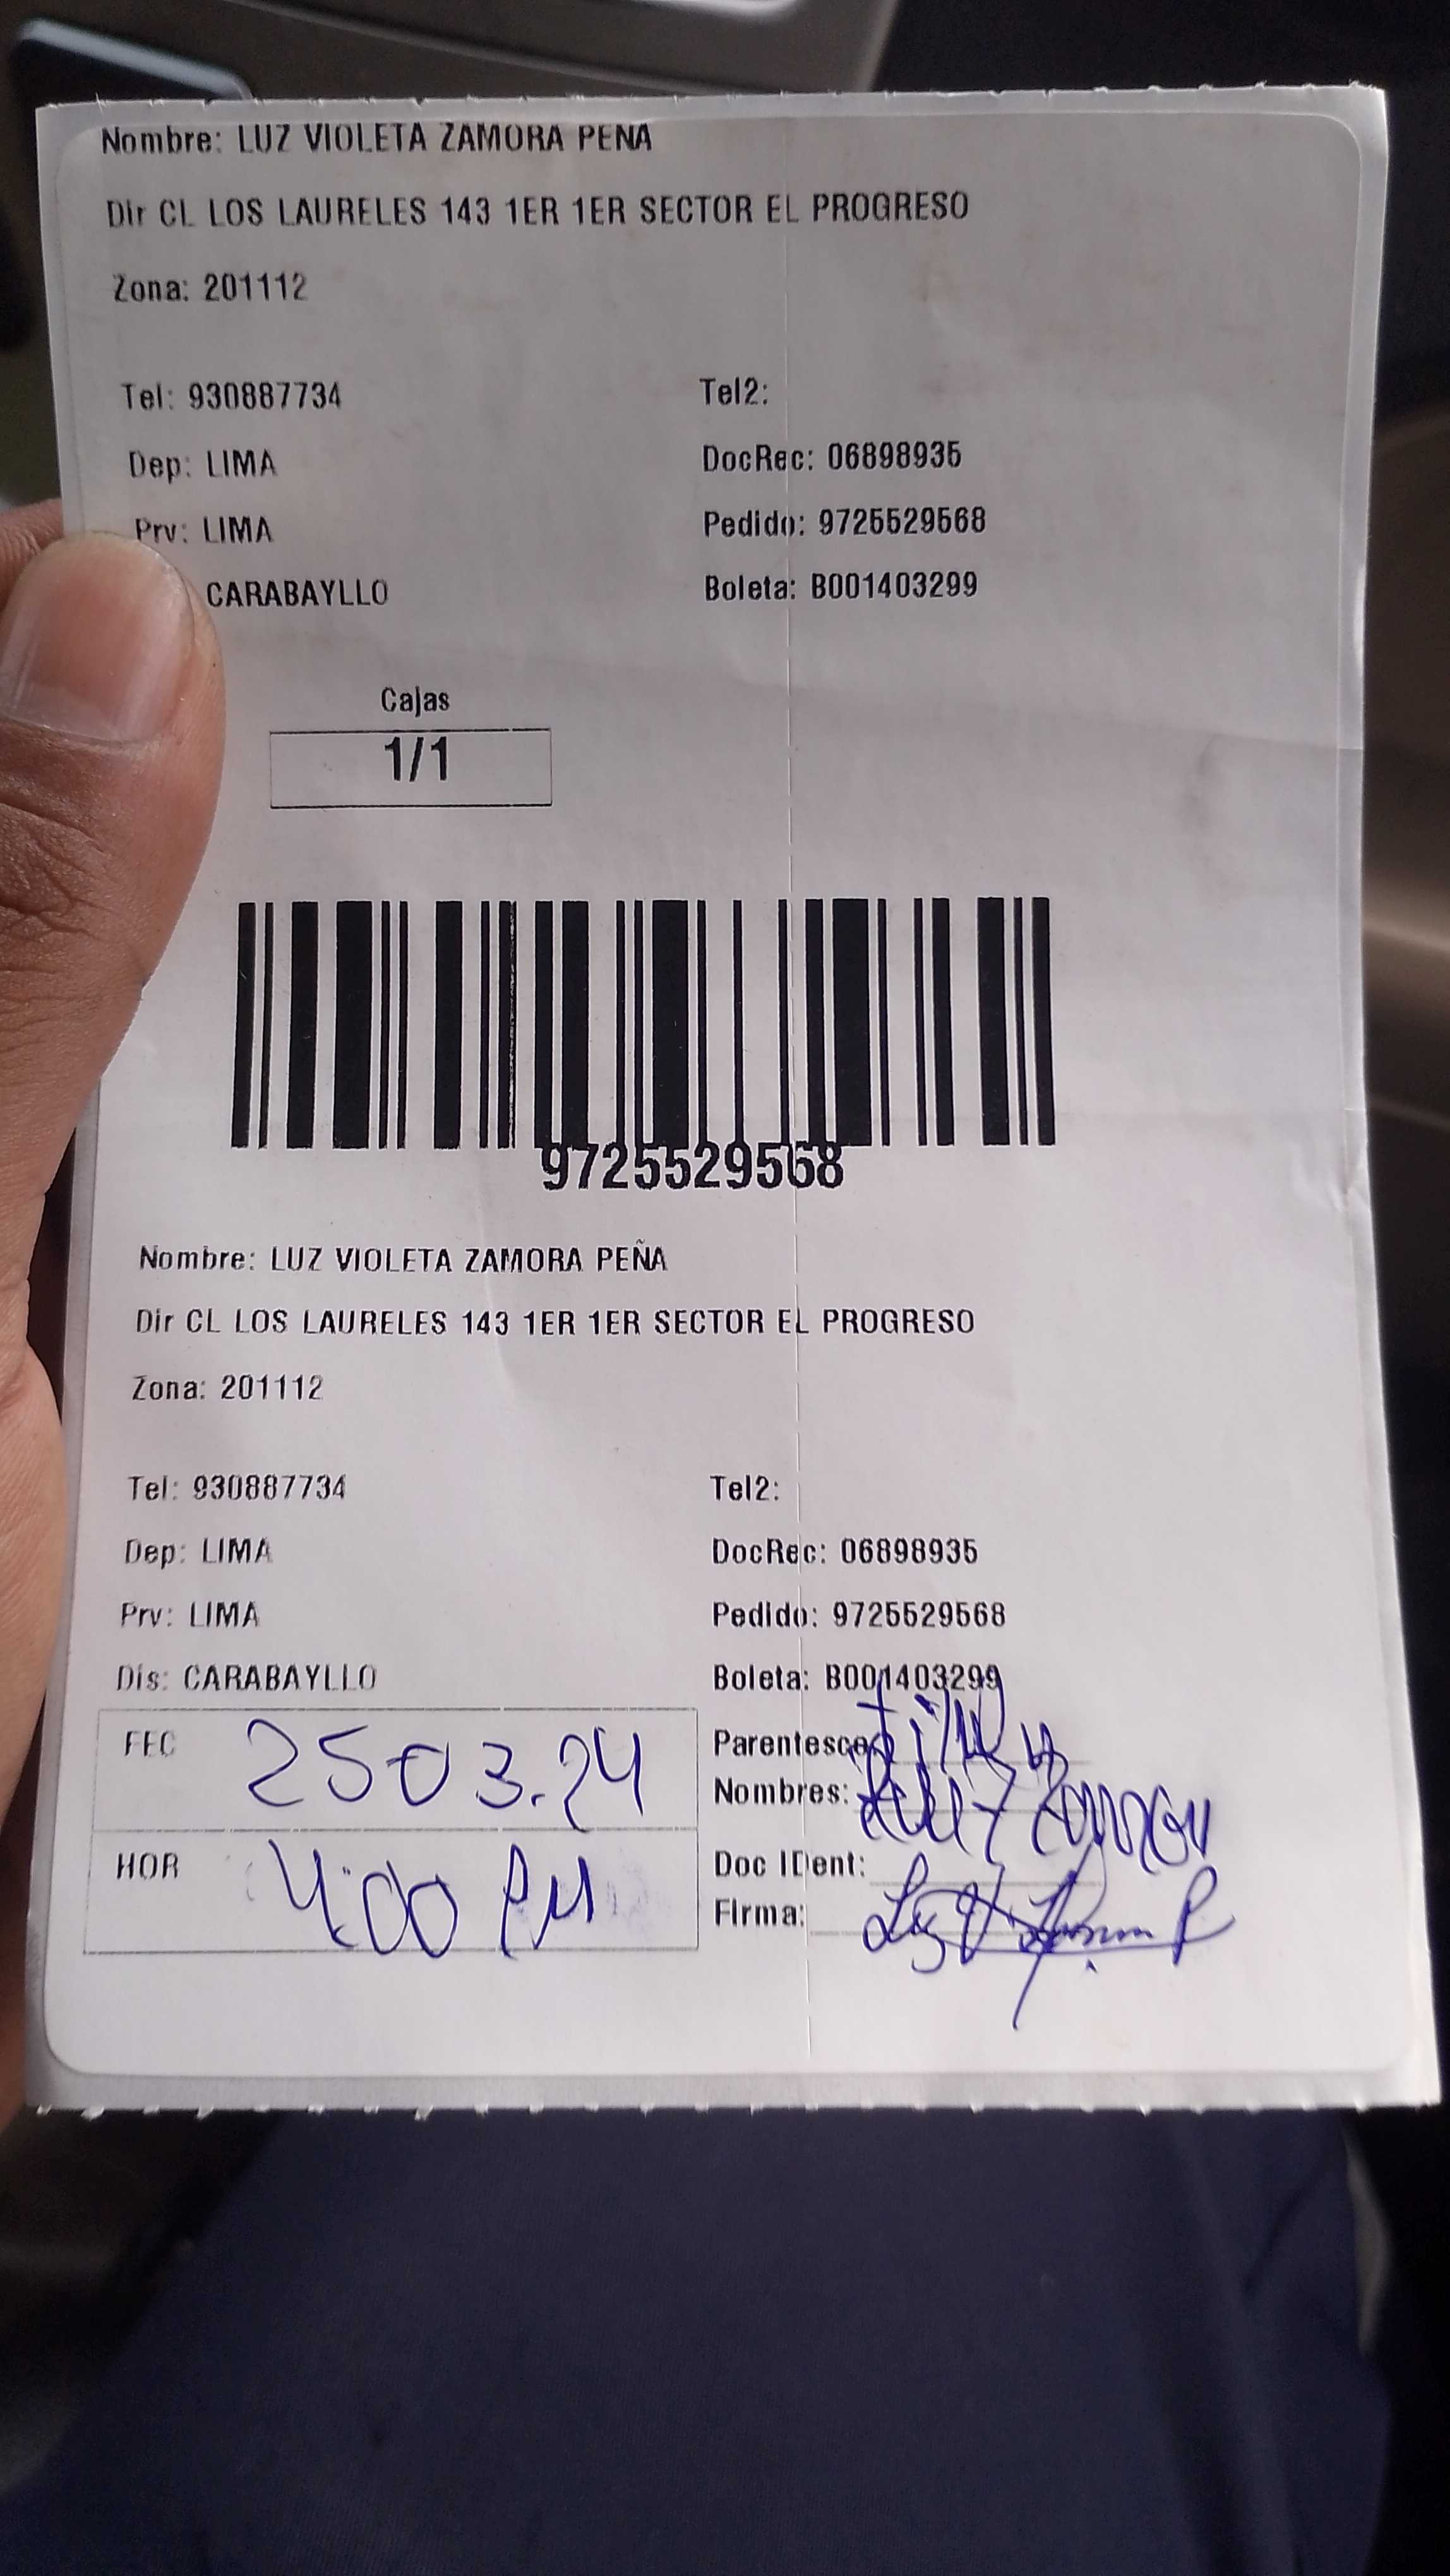 Nombre: LUZ VIOLETA ZAMORA PEÑA
Dir CL LOS LAURELES 143 1ER 1ER SECTOR EL PROGRESO
Zona: 201112
Tel: 930887734 Tel2:
Dep: LIMA DocRec: 06898935
Prv: LIMA Pedido: 9725529568
CARABAYLLO Boleta: B001403299
Cajas
1/1
9725529568
Nombre: LUZ VIOLETA ZAMORA PEÑA
Dir CL LOS LAURELES 143 1ER 1ER SECTOR EL PROGRESO
Zona: 201112
Tel: 930887734 Tel2:
Dep: LIMA DocRec: 06898935
Prv: LIMA Pedido: 9725529568
Dis: CARABAYLLO Boleta: B001403299
FEC 25 03.24 Parentesco:
Nombres: Zamora
HOR 4:00 PM Doc IDent:
Firma: Luz V Zamora P